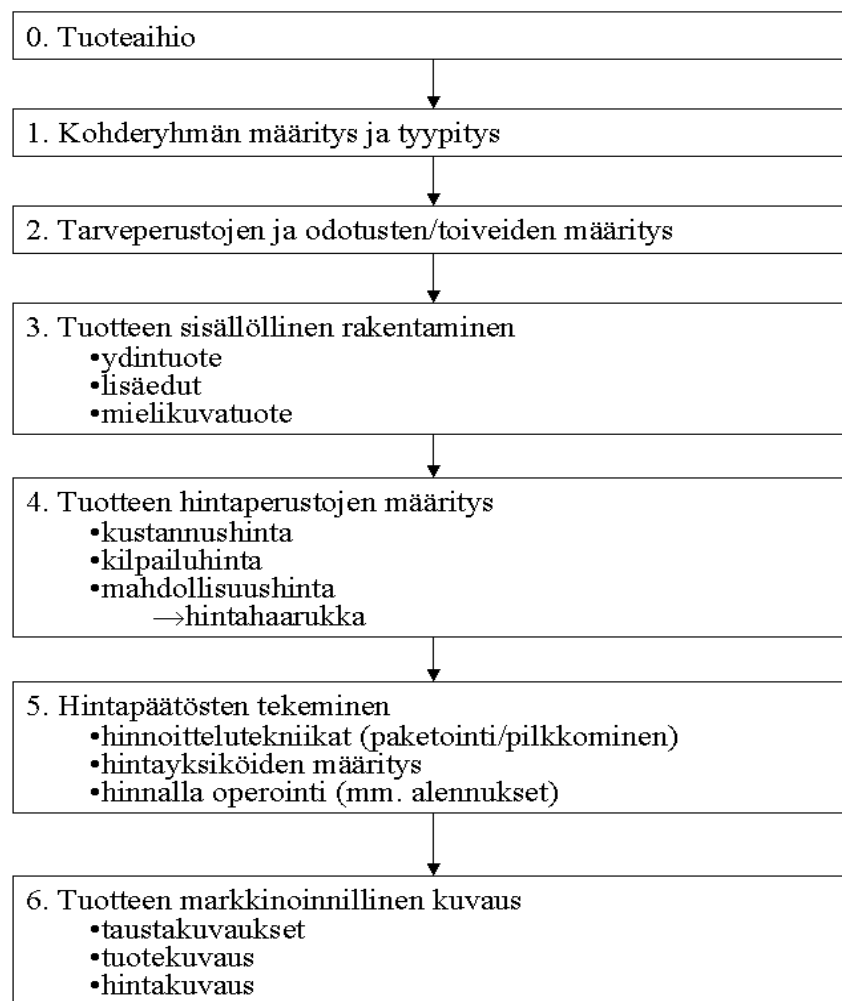 0. Tuoteaihio
1. Kohderyhmän määritys ja tyypitys
2. Tarveperustojen ja odotusten/toiveiden määritys
3. Tuotteen sisällöllinen rakentaminen
•ydintuote
•lisäedut
•mielikuvatuote
4. Tuotteen hintaperustojen määritys
•kustannushinta
•kilpailuhinta
•mahdollisuushinta
→hintahaarukka
5. Hintapäätösten tekeminen
•hinnoittelutekniikat (paketointi/pilkkominen)
•hintayksiköiden määritys
•hinnalla operointi (mm. alennukset)
6. Tuotteen markkinoinnillinen kuvaus
•taustakuvaukset
•tuotekuvaus
•hintakuvaus